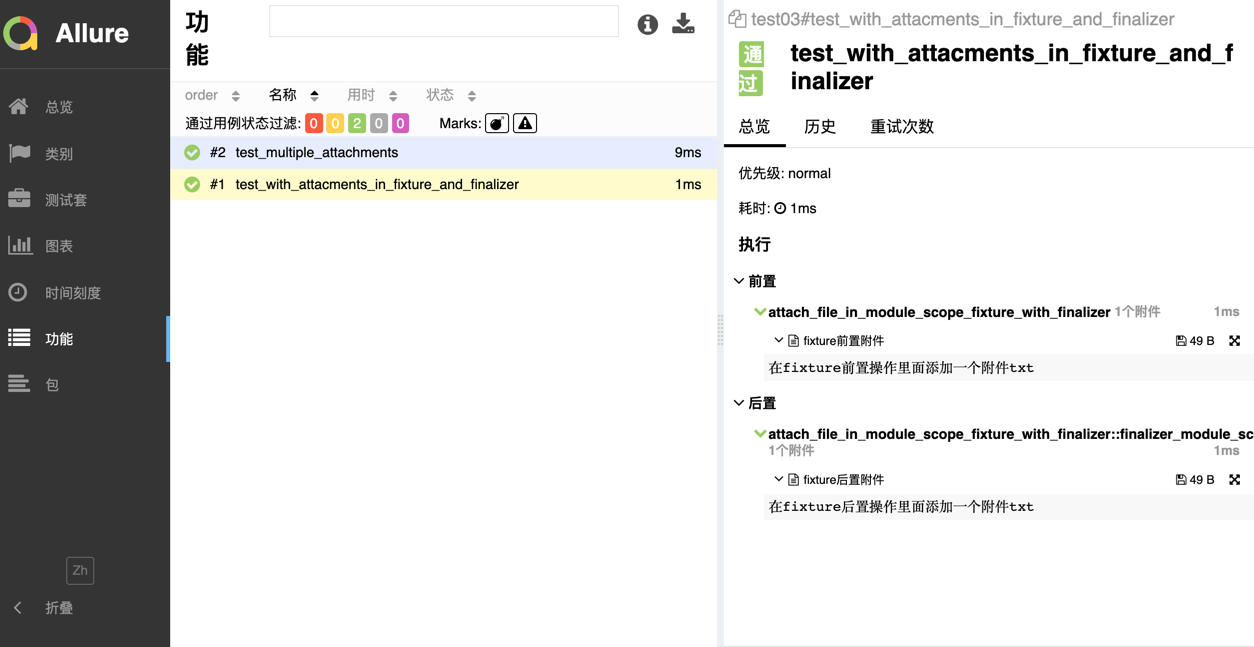 Allure
总览
类别
测试套
图表
时间刻度
功能
包
Zh
折叠
功
能
order 名称 用时 状态
通过用例状态过滤: 0 0 2 0 0 Marks:
#2 test_multiple_attachments 9ms
#1 test_with_attacments_in_fixture_and_finalizer 1ms
test03#test_with_attacments_in_fixture_and_finalizer
通
过
test_with_attacments_in_fixture_and_f
inalizer
总览 历史 重试次数
优先级: normal
耗时: 1ms
执行
前置
attach_file_in_module_scope_fixture_with_finalizer 1个附件 1ms
fixture前置附件 49 B
在fixture前置操作里面添加一个附件txt
后置
attach_file_in_module_scope_fixture_with_finalizer::finalizer_module_sc
1个附件 1ms
fixture后置附件 49 B
在fixture后置操作里面添加一个附件txt